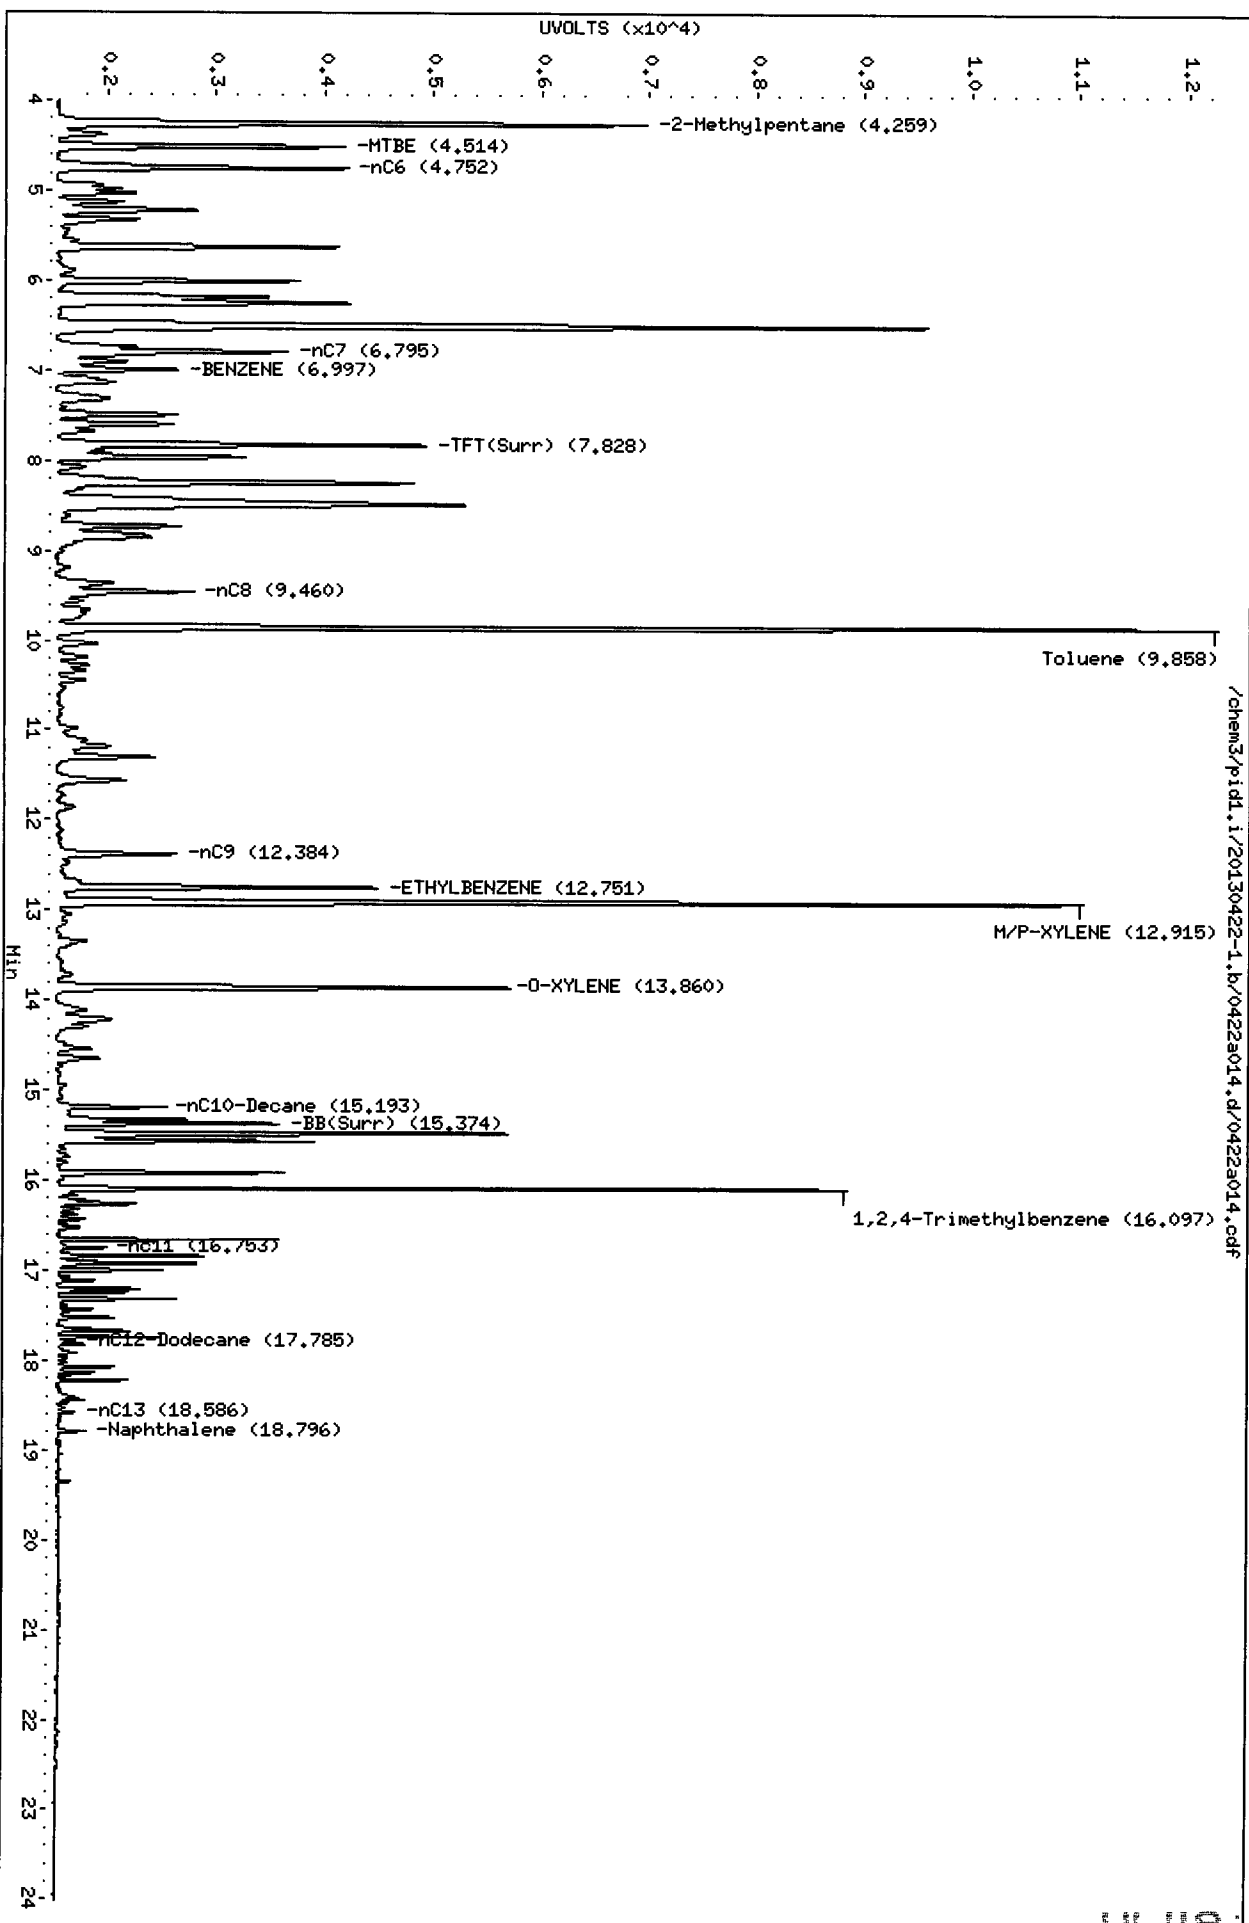 UVOLTS (x10^4)
0.2
0.3
0.4
0.5
0.6
0.7
0.8
0.9
1.0
1.1
1.2
4
5
6
7
8
9
10
11
12
13
14
15
16
17
18
19
20
21
22
23
24
Min
-2-Methylpentane (4.259)
-MTBE (4.514)
-nC6 (4.752)
-nC7 (6.795)
-BENZENE (6.997)
-TFT(Surr) (7.828)
-nC8 (9.460)
Toluene (9.858)
-nC9 (12.384)
-ETHYLBENZENE (12.751)
M/P-XYLENE (12.915)
-O-XYLENE (13.860)
-nC10-Decane (15.193)
-BB(Surr) (15.374)
1,2,4-Trimethylbenzene (16.097)
-nc11 (16.753)
-nC12-Dodecane (17.785)
-nC13 (18.586)
-Naphthalene (18.796)
/chem3/pid1.i/20130422-1.b/0422a014.d/0422a014.cdf